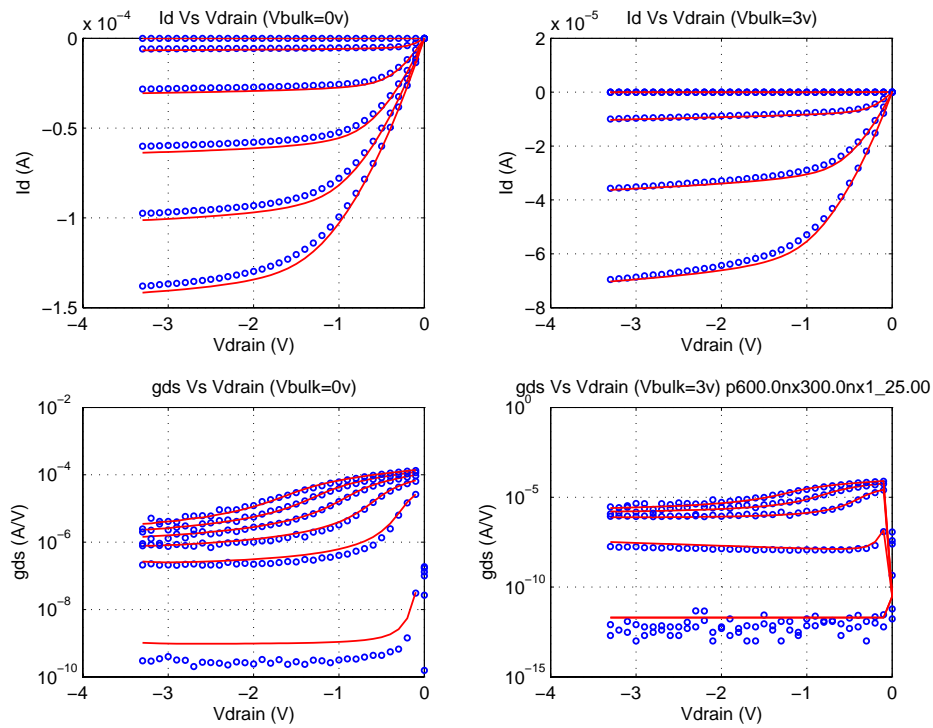 Id Vs Vdrain (Vbulk=0v)
x 10⁻⁴
0
−0.5
−1
−1.5
Id (A)
−4 −3 −2 −1 0
Vdrain (V)
Id Vs Vdrain (Vbulk=3v)
x 10⁻⁵
2
0
−2
−4
−6
−8
Id (A)
−4 −3 −2 −1 0
Vdrain (V)
gds Vs Vdrain (Vbulk=0v)
10⁻²
10⁻⁴
10⁻⁶
10⁻⁸
10⁻¹⁰
gds (A/V)
−4 −3 −2 −1 0
Vdrain (V)
gds Vs Vdrain (Vbulk=3v) p600.0nx300.0nx1_25.00
10⁰
10⁻⁵
10⁻¹⁰
10⁻¹⁵
gds (A/V)
−4 −3 −2 −1 0
Vdrain (V)